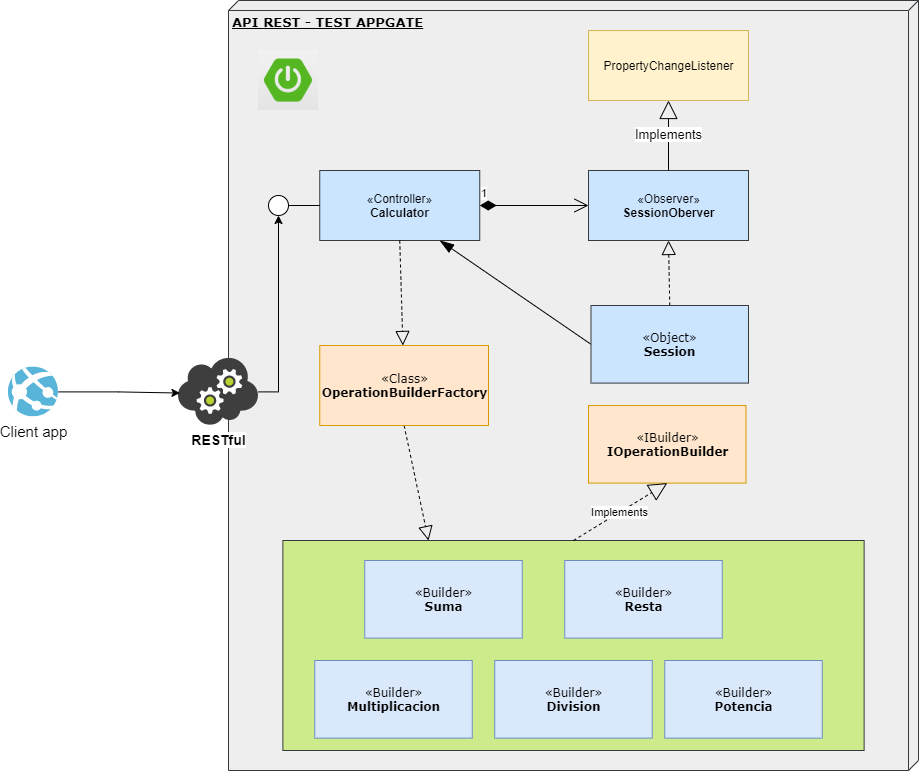 API REST - TEST APPGATE
PropertyChangeListener
Implements
«Controller»
Calculator
1
«Observer»
SessionOberver
«Object»
Session
«Class»
OperationBuilderFactory
Client app
RESTful
«IBuilder»
IOperationBuilder
Implements
«Builder»
Suma
«Builder»
Resta
«Builder»
Multiplicacion
«Builder»
Division
«Builder»
Potencia